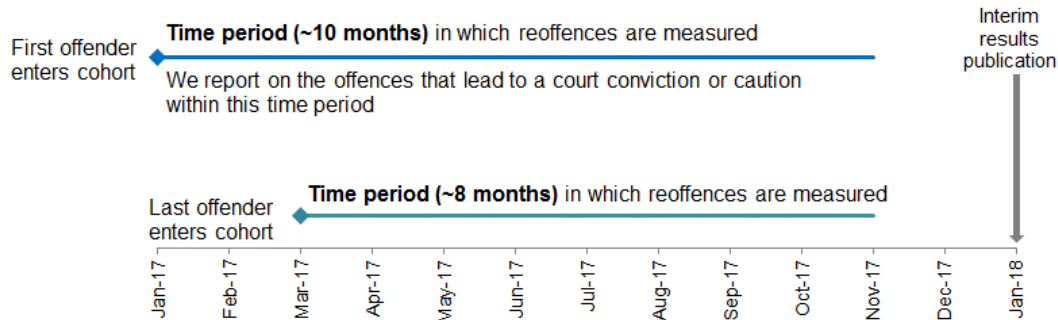 First offender
enters cohort
Time period (~10 months) in which reoffences are measured
We report on the offences that lead to a court conviction or caution
within this time period
Interim
results
publication
Last offender
enters cohort
Time period (~8 months) in which reoffences are measured
Jan-17
Feb-17
Mar-17
Apr-17
May-17
Jun-17
Jul-17
Aug-17
Sep-17
Oct-17
Nov-17
Dec-17
Jan-18